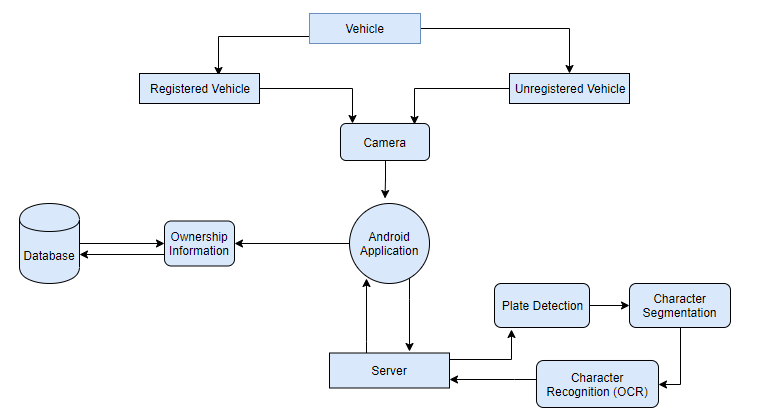 Vehicle
Registered Vehicle
Unregistered Vehicle
Camera
Android
Application
Ownership
Information
Database
Plate Detection
Character
Segmentation
Server
Character
Recognition (OCR)